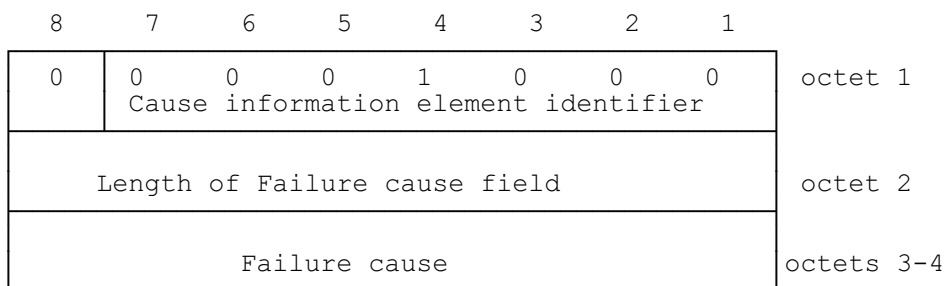 8 7 6 5 4 3 2 1
0 0 0 0 1 0 0 0 octet 1
Cause information element identifier
Length of Failure cause field octet 2
Failure cause octets 3-4